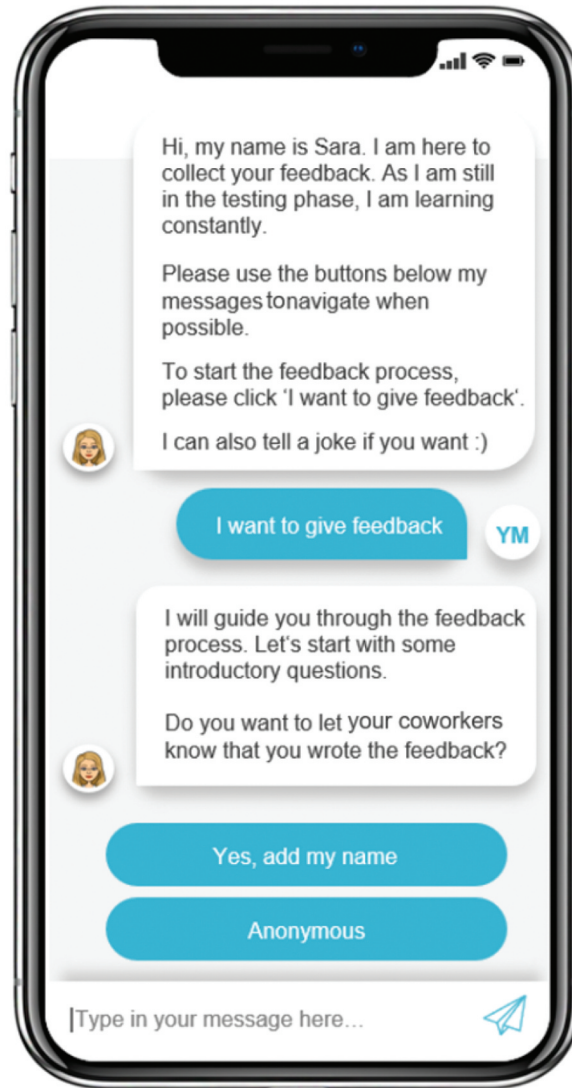 Hi, my name is Sara. I am here to
collect your feedback. As I am still
in the testing phase, I am learning
constantly.
Please use the buttons below my
messages tonavigate when
possible.
To start the feedback process,
please click ‘I want to give feedback‘.
I can also tell a joke if you want :)
I want to give feedback
YM
I will guide you through the feedback
process. Let‘s start with some
introductory questions.
Do you want to let your coworkers
know that you wrote the feedback?
Yes, add my name
Anonymous
Type in your message here...